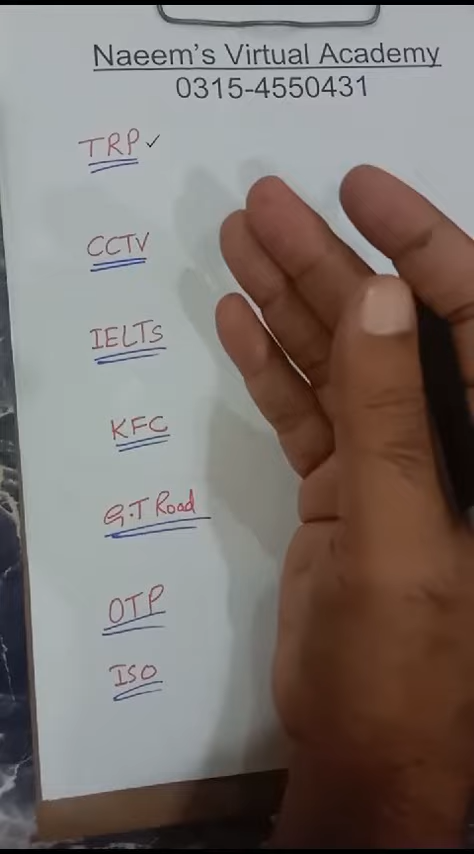 Naeem's Virtual Academy
0315-4550431
TRP ✓
CCTV
IELTS
KFC
G.T Road
OTP
ISO